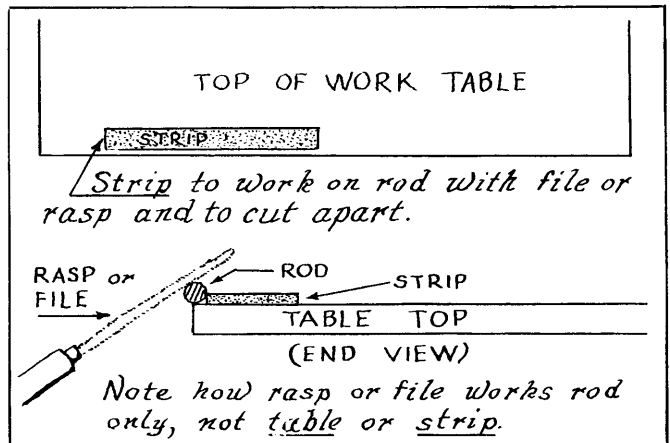 TOP OF WORK TABLE
STRIP
Strip to work on rod with file or
rasp and to cut apart.
RASP or
FILE
ROD
STRIP
TABLE TOP
(END VIEW)
Note how rasp or file works rod
only, not table or strip.